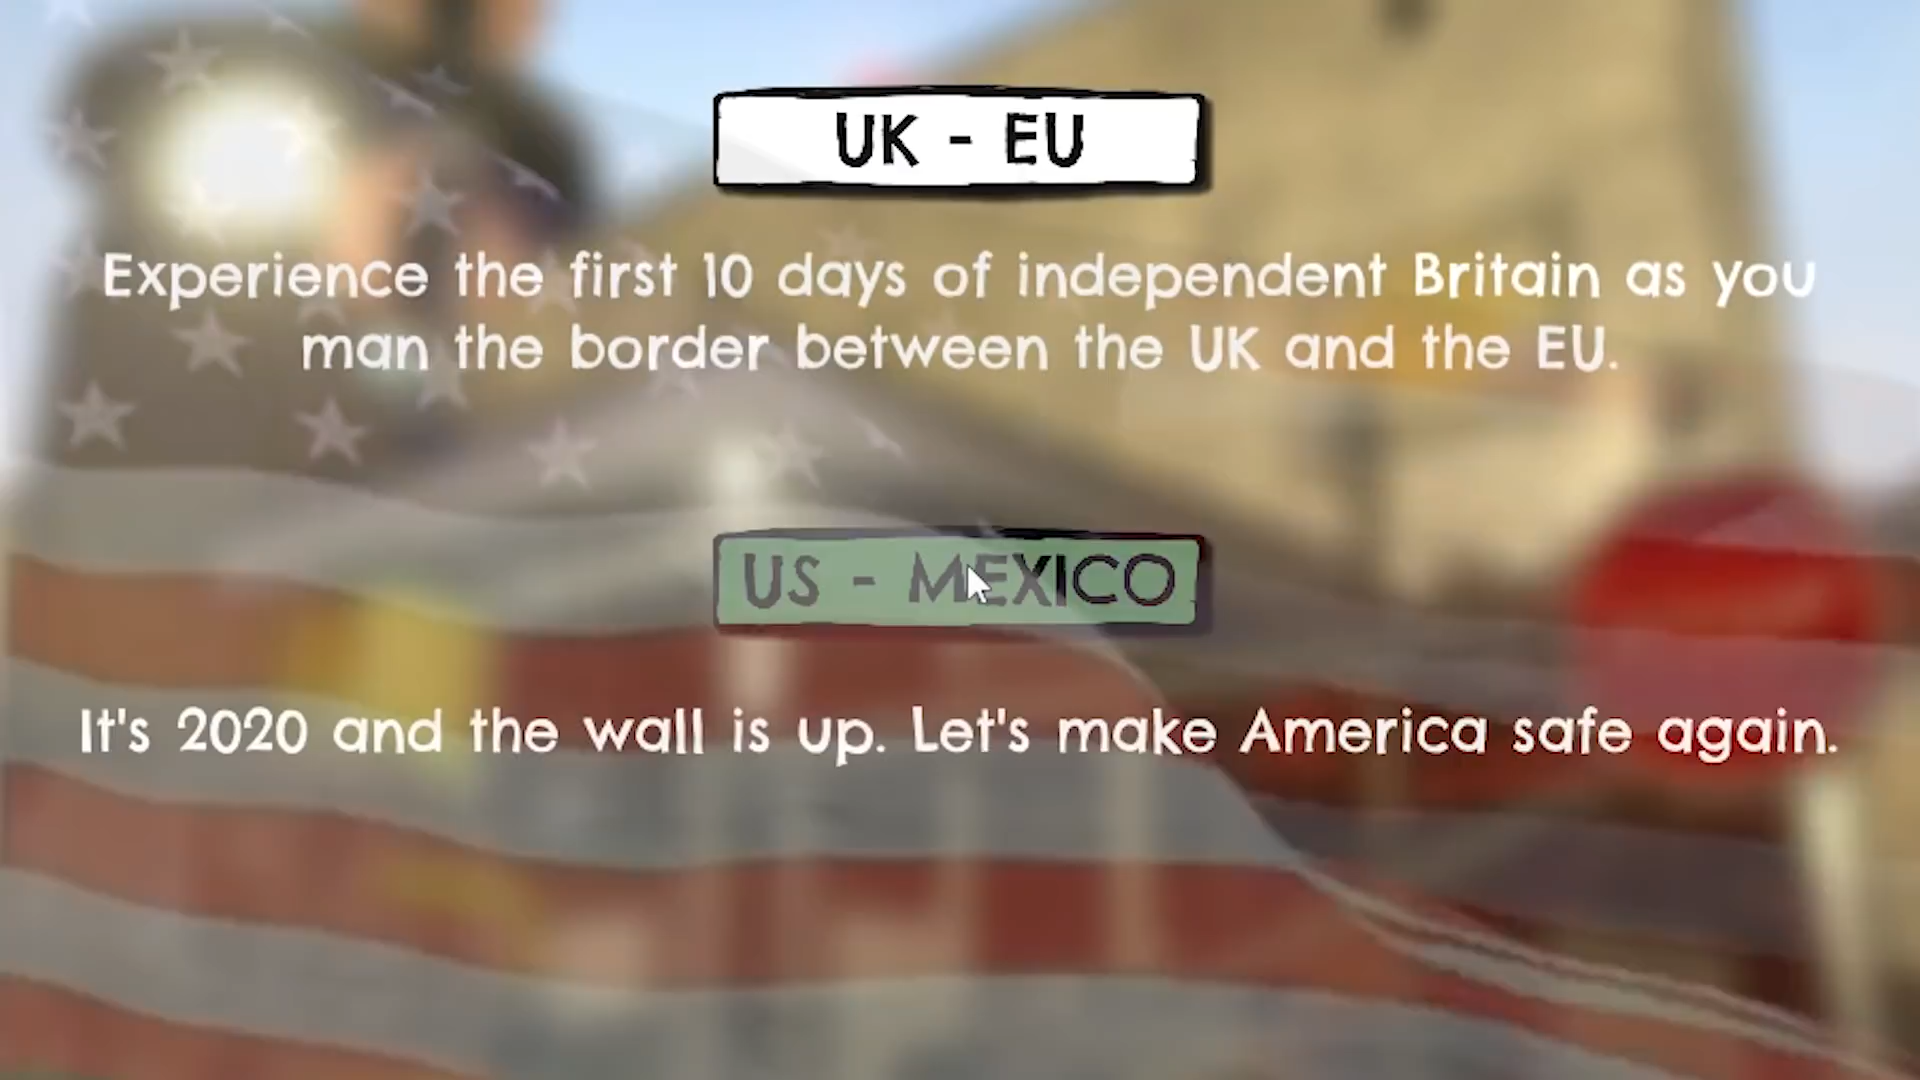 UK - EU
Experience the first 10 days of independent Britain as you
man the border between the UK and the EU.
US - MEXICO
It's 2020 and the wall is up. Let's make America safe again.